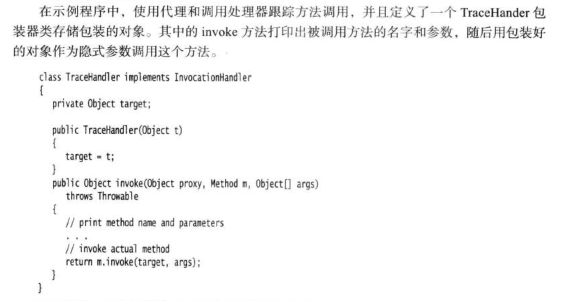 在示例程序中，使用代理和调用处理器跟踪方法调用，并且定义了一个 TraceHander 包
装器类存储包装的对象。其中的 invoke 方法打印出被调用方法的名字和参数，随后用包装好
的对象作为隐式参数调用这个方法。
class TraceHandler implements InvocationHandler
{
private Object target;
public TraceHandler(Object t)
{
target = t;
}
public Object invoke(Object proxy, Method m, Object[] args)
throws Throwable
{
// print method name and parameters
. . .
// invoke actual method
return m.invoke(target, args);
}
}